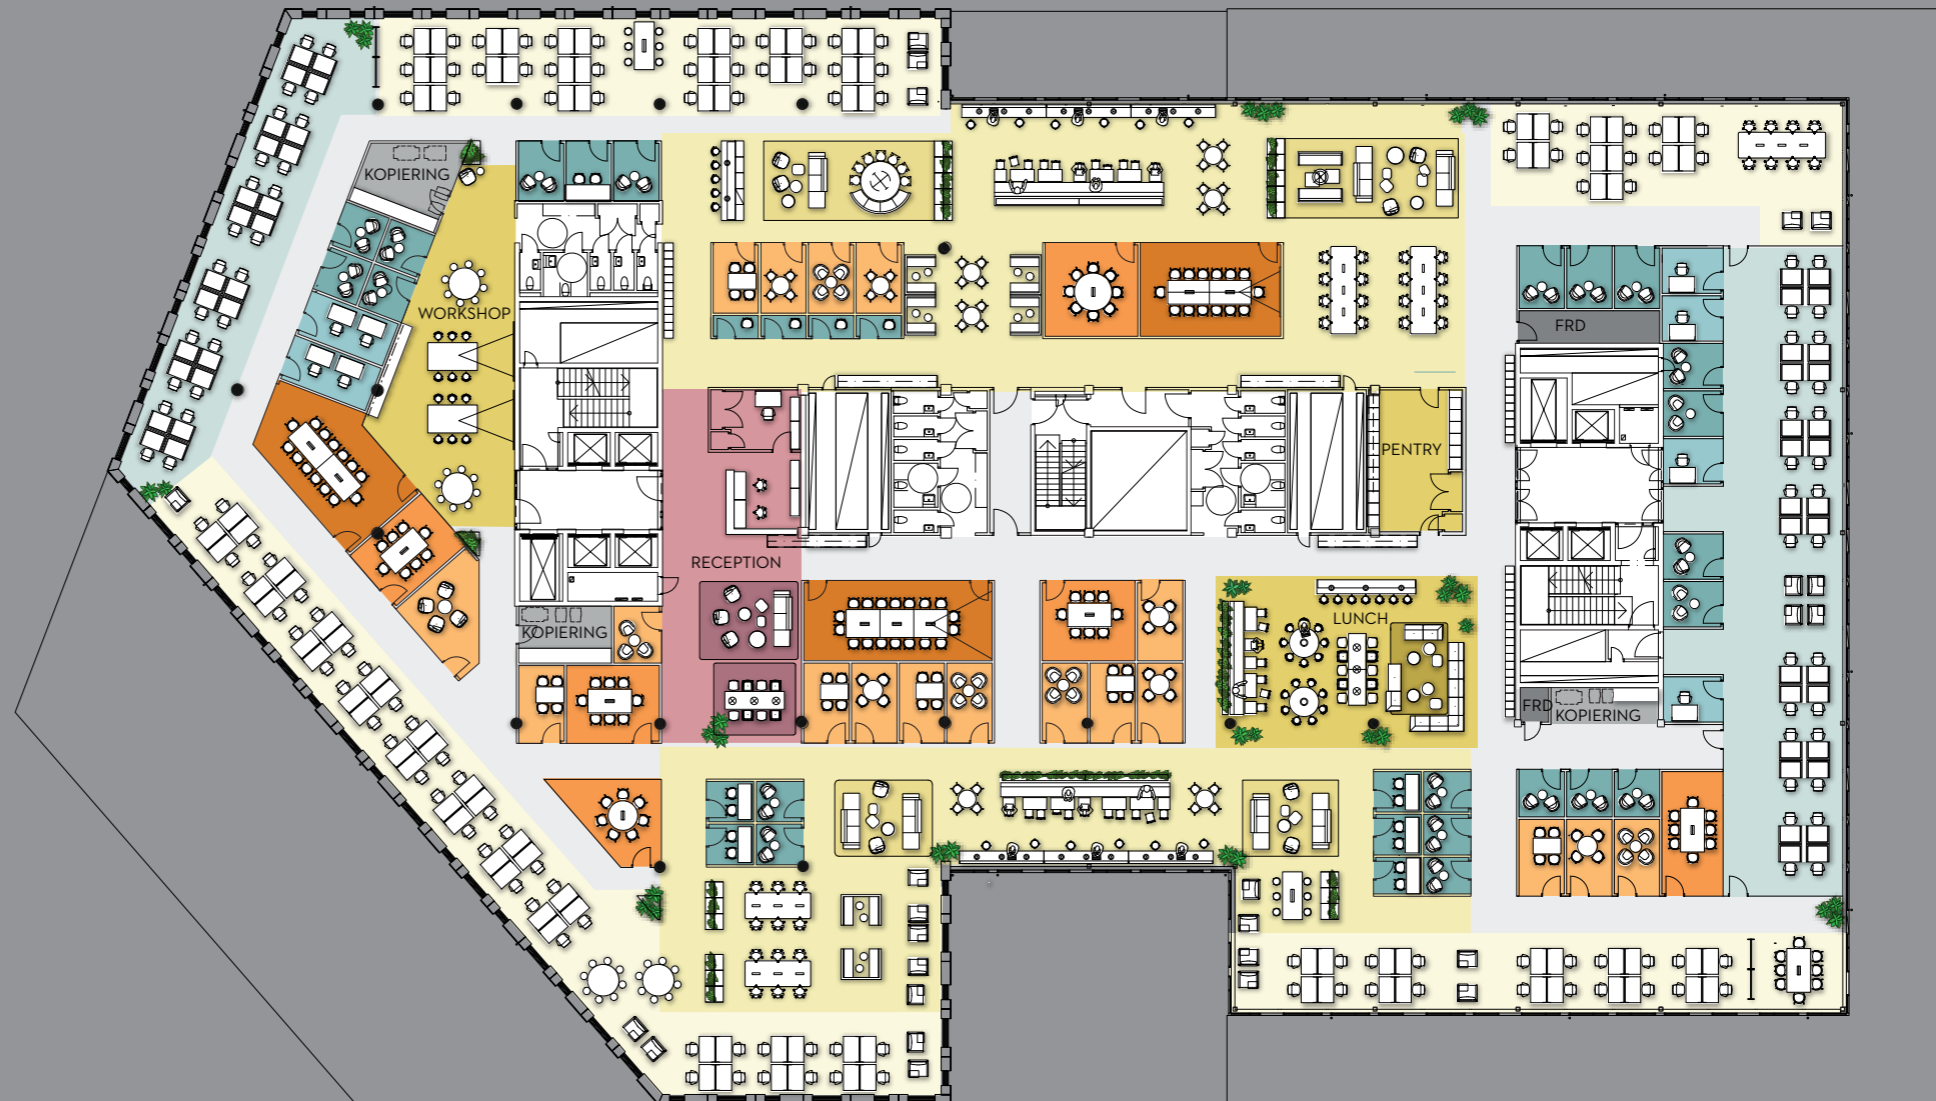 KOPIERING
WORKSHOP
FRD
PENTRY
RECEPTION
LUNCH
KOPIERING
FRD
KOPIERING